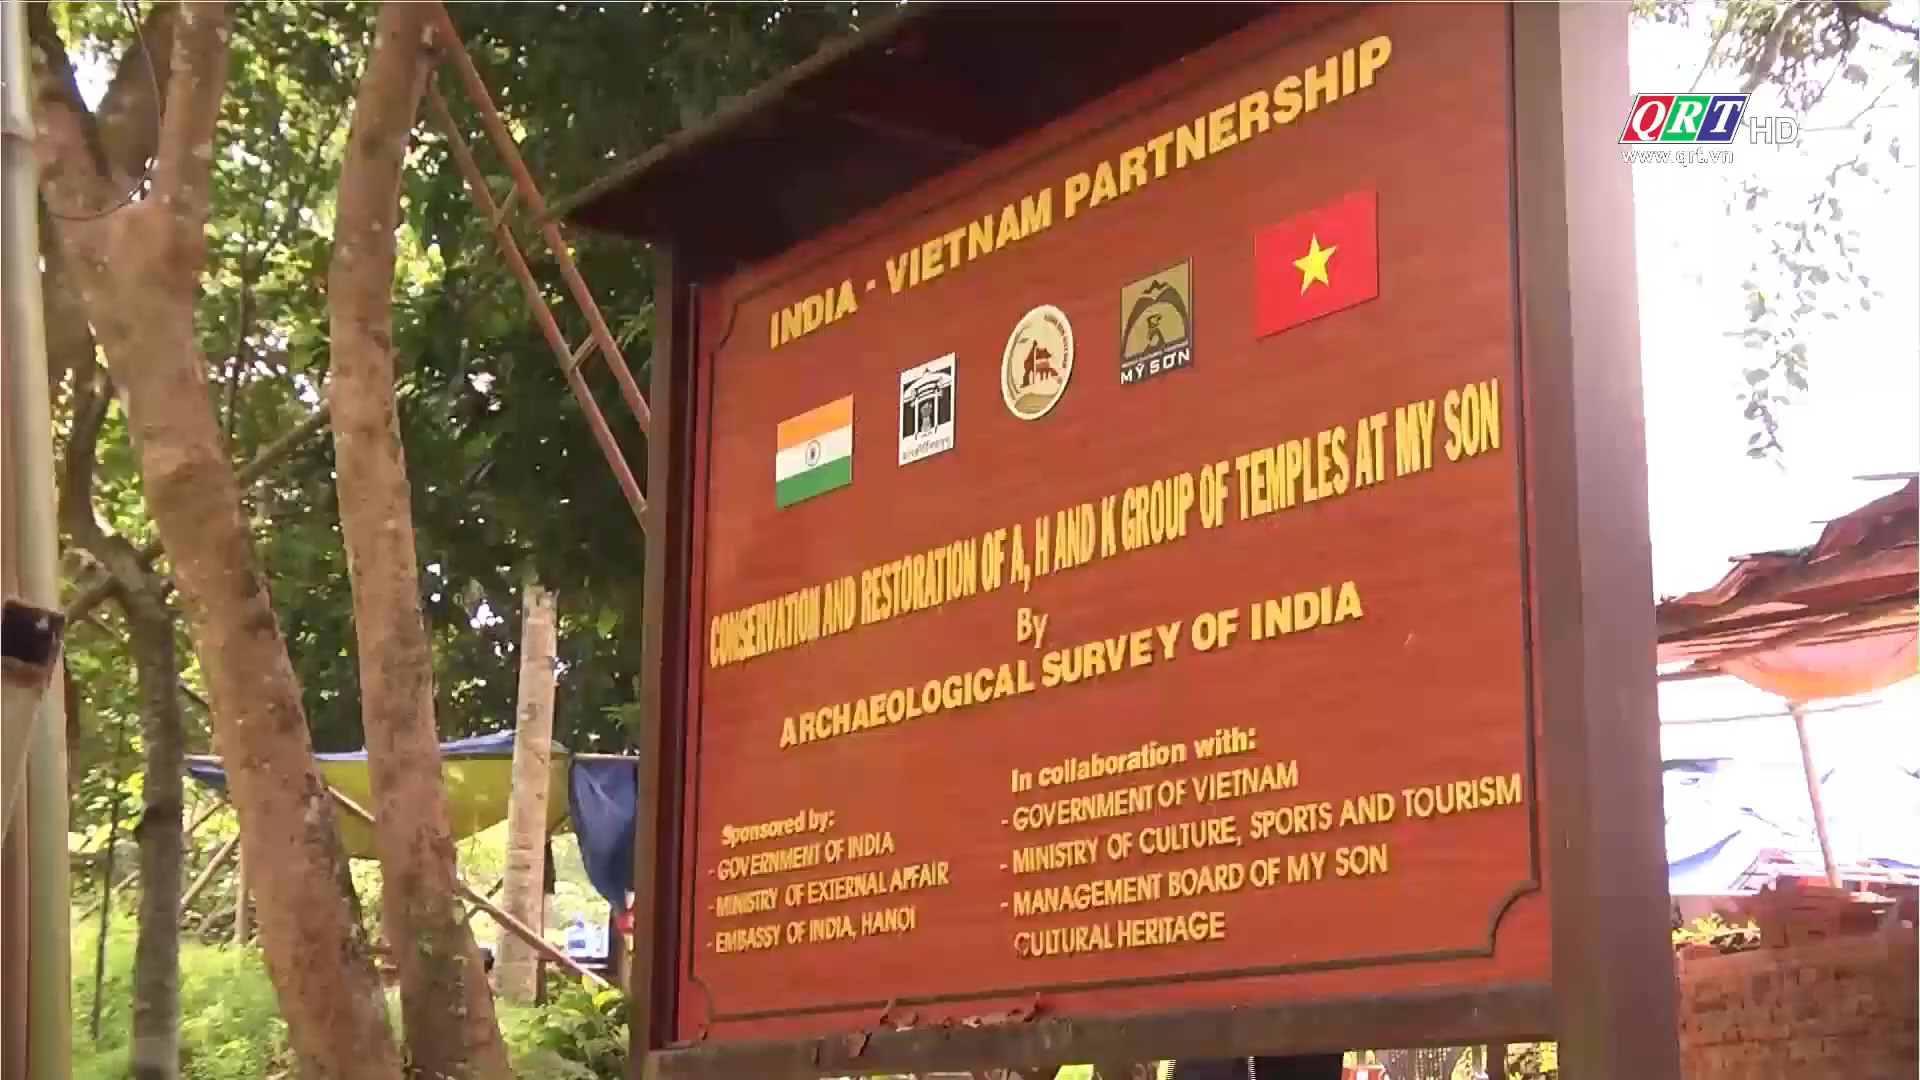 QRT HD
www.qrt.vn
INDIA - VIETNAM PARTNERSHIP
MỸ SƠN
CONSERVATION AND RESTORATION OF A, H AND K GROUP OF TEMPLES AT MY SON
By
ARCHAEOLOGICAL SURVEY OF INDIA
Sponsored by:
- GOVERNMENT OF INDIA
- MINISTRY OF EXTERNAL AFFAIR
- EMBASSY OF INDIA, HANOI
In collaboration with:
- GOVERNMENT OF VIETNAM
- MINISTRY OF CULTURE, SPORTS AND TOURISM
- MANAGEMENT BOARD OF MY SON
CULTURAL HERITAGE